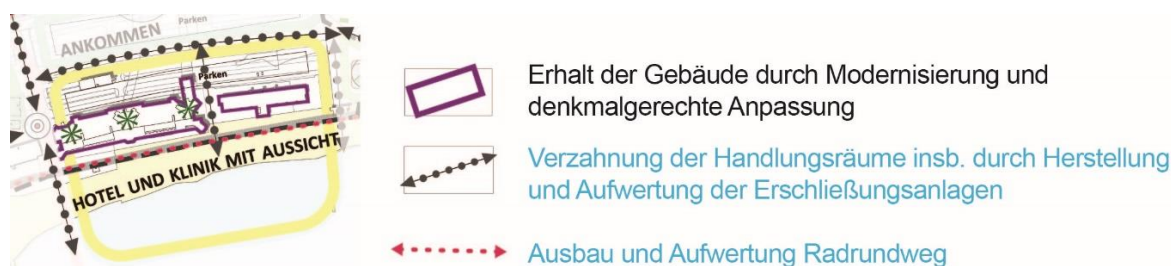 ANKOMMEN
Parken
Parken
HOTEL UND KLINIK MIT AUSSICHT
Erhalt der Gebäude durch Modernisierung und
denkmalgerechte Anpassung
Verzahnung der Handlungsräume insb. durch Herstellung
und Aufwertung der Erschließungsanlagen
Ausbau und Aufwertung Radrundweg